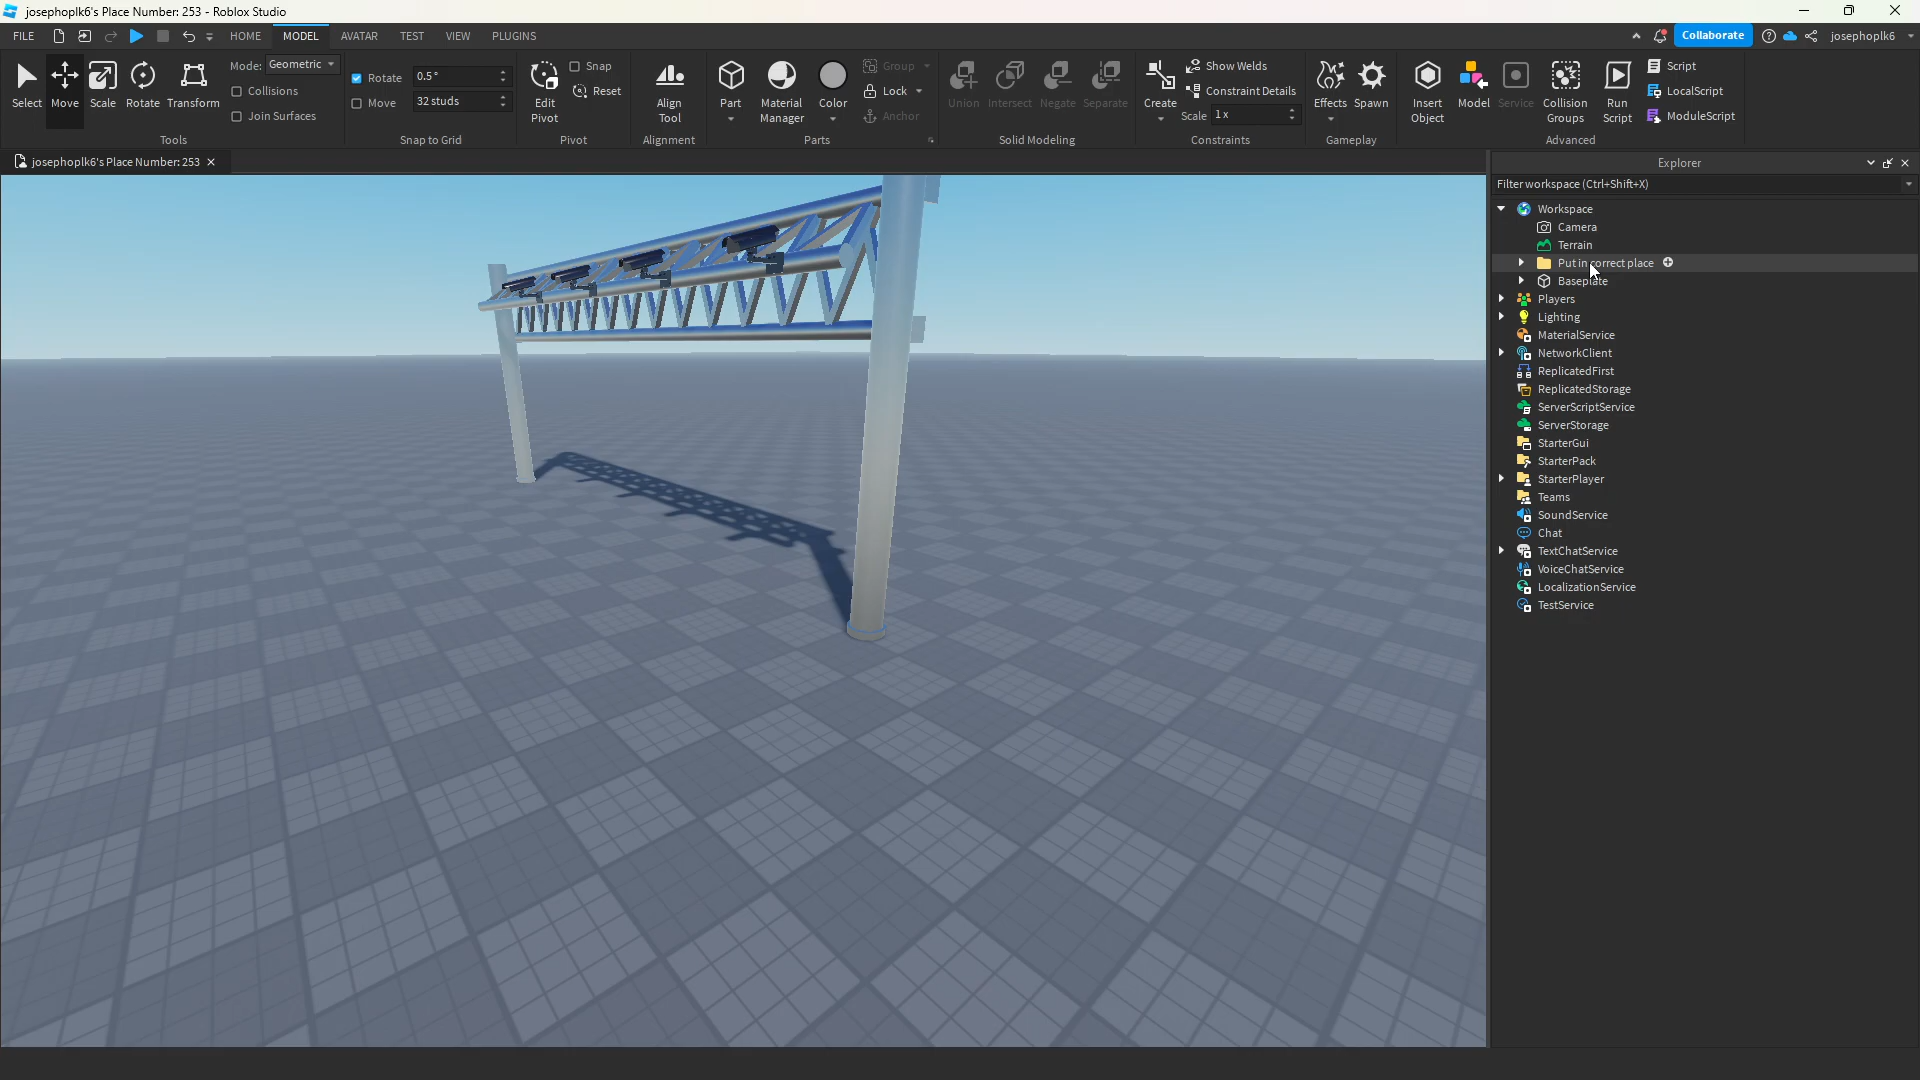 josephoplk6's Place Number: 253 - Roblox Studio
FILE HOME MODEL AVATAR TEST VIEW PLUGINS Collaborate josephoplk6
Select Move Scale Rotate Transform
Mode: Geometric
Collisions
Join Surfaces
Tools
Rotate 0.5°
Move 32 studs
Snap to Grid
Edit Pivot
Snap
Reset
Pivot
Align Tool
Alignment
Part Material Manager Color
Group
Lock
Anchor
Parts
Union Intersect Negate Separate
Solid Modeling
Create
Show Welds
Constraint Details
Scale 1 x
Constraints
Effects Spawn
Gameplay
Insert Object Model Service Collision Groups Run Script
Script
LocalScript
ModuleScript
Advanced
josephoplk6's Place Number: 253
Explorer
Filter workspace (Ctrl+Shift+X)
Workspace
Camera
Terrain
Put in correct place
Baseplate
Players
Lighting
MaterialService
NetworkClient
ReplicatedFirst
ReplicatedStorage
ServerScriptService
ServerStorage
StarterGui
StarterPack
StarterPlayer
Teams
SoundService
Chat
TextChatService
VoiceChatService
LocalizationService
TestService